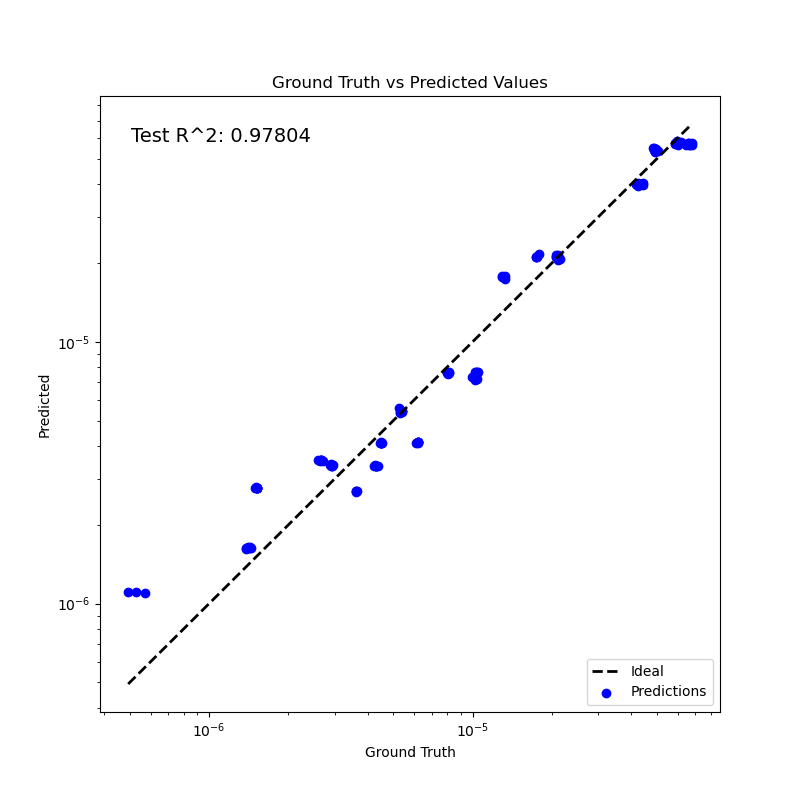 Ground Truth vs Predicted Values
Test R^2: 0.97804
Predicted
10⁻⁵
10⁻⁶
10⁻⁶
10⁻⁵
Ground Truth
Ideal
Predictions